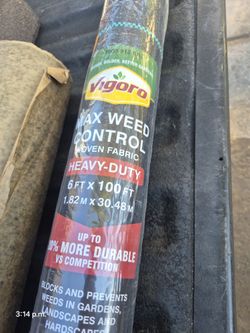 Vigoro
MAX WEED
CONTROL
WOVEN FABRIC
HEAVY-DUTY
6 FT X 100 FT
1.82 M X 30.48 M
UP TO
MORE DURABLE
VS COMPETITION
BLOCKS AND PREVENTS
WEEDS IN GARDENS,
LANDSCAPES AND
HARDSCAPES
3:14 p.m.